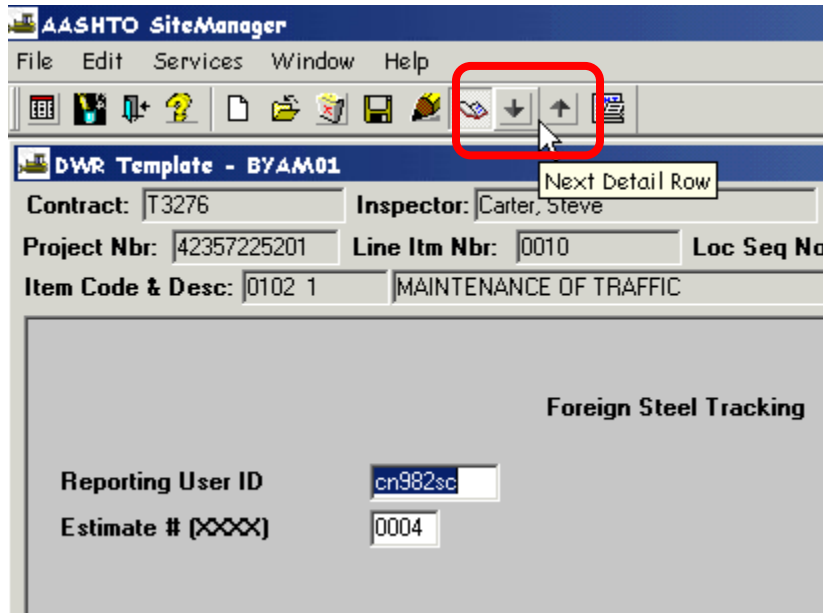 AASHTO SiteManager
File Edit Services Window Help
DWR Template - BYAM01
Next Detail Row
Contract: T3276 Inspector: Carter, Steve
Project Nbr: 42357225201 Line Itm Nbr: 0010 Loc Seq No
Item Code & Desc: 0102 1 MAINTENANCE OF TRAFFIC
Foreign Steel Tracking
Reporting User ID cn982sc
Estimate # (XXXX) 0004